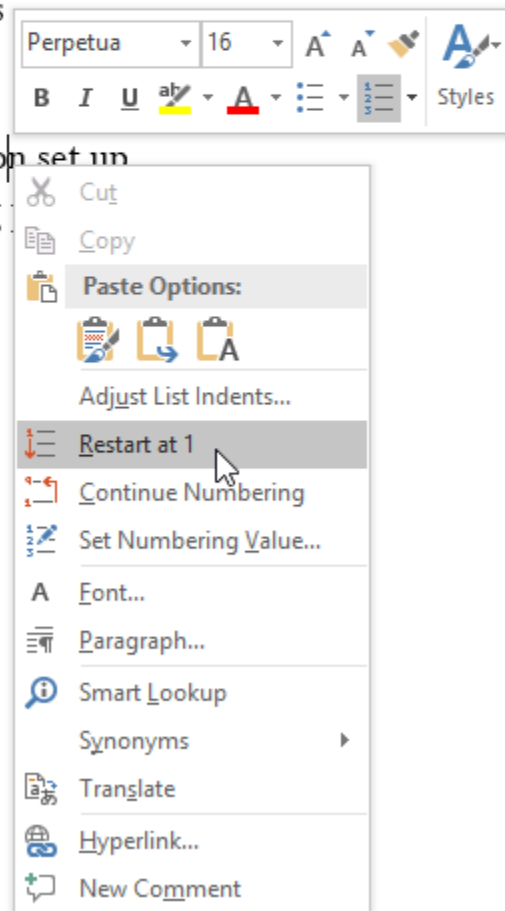 Perpetua 16
B I U ab A Styles
on set up
Cut
Copy
Paste Options:
Adjust List Indents...
Restart at 1
Continue Numbering
Set Numbering Value...
Font...
Paragraph...
Smart Lookup
Synonyms
Translate
Hyperlink...
New Comment